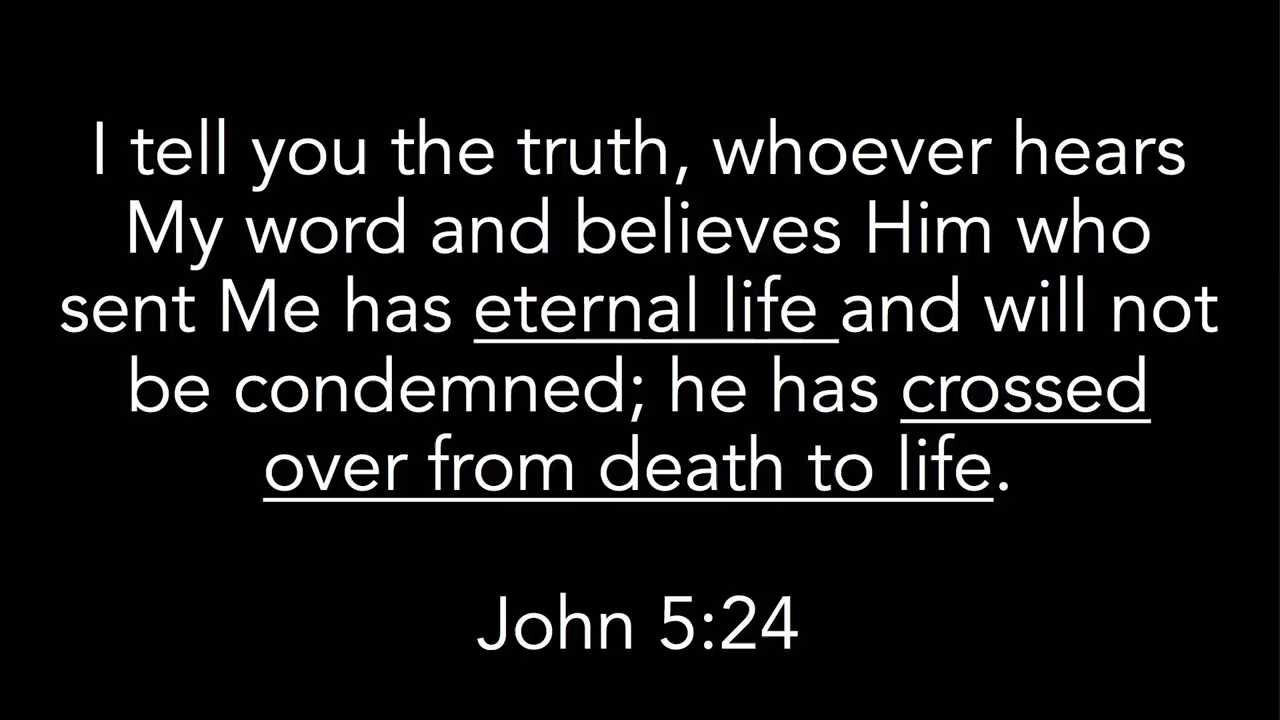 I tell you the truth, whoever hears
My word and believes Him who
sent Me has eternal life and will not
be condemned; he has crossed
over from death to life.
John 5:24